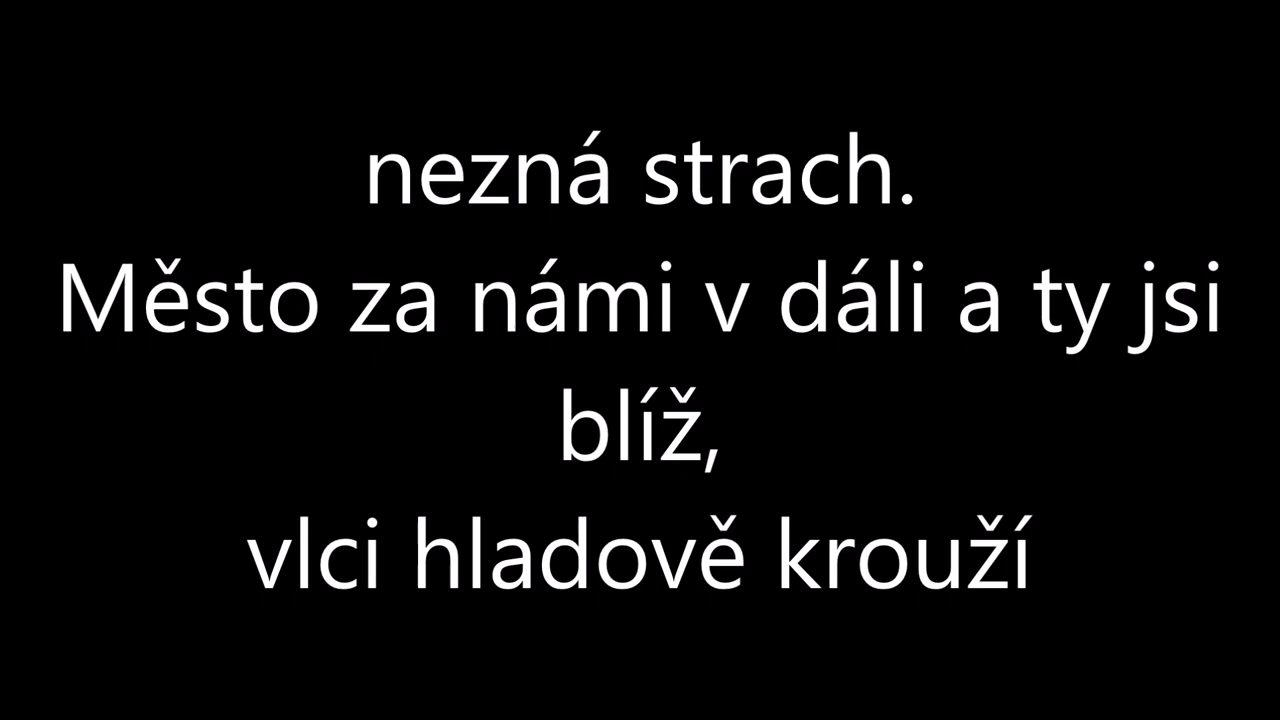 nezná strach.
Město za námi v dáli a ty jsi
blíž,
vlci hladově krouží